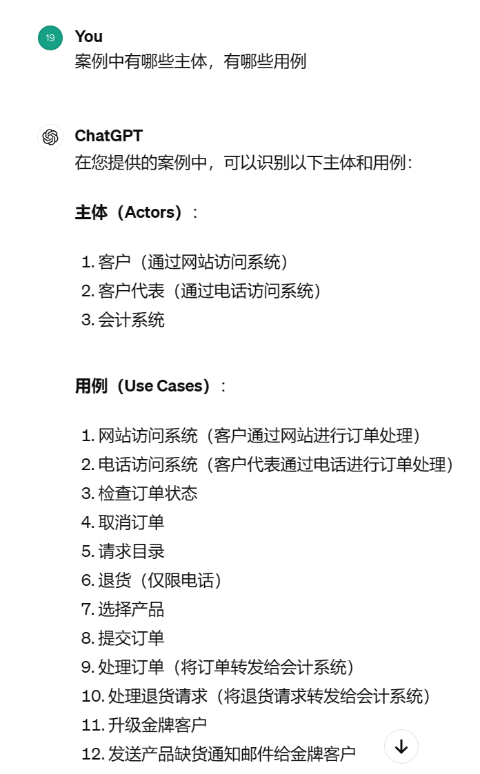 19
You
案例中有哪些主体，有哪些用例
ChatGPT
在您提供的案例中，可以识别以下主体和用例：
主体（Actors）：
1. 客户（通过网站访问系统）
2. 客户代表（通过电话访问系统）
3. 会计系统
用例（Use Cases）：
1. 网站访问系统（客户通过网站进行订单处理）
2. 电话访问系统（客户代表通过电话进行订单处理）
3. 检查订单状态
4. 取消订单
5. 请求目录
6. 退货（仅限电话）
7. 选择产品
8. 提交订单
9. 处理订单（将订单转发给会计系统）
10. 处理退货请求（将退货请求转发给会计系统）
11. 升级金牌客户
12. 发送产品缺货通知邮件给金牌客户